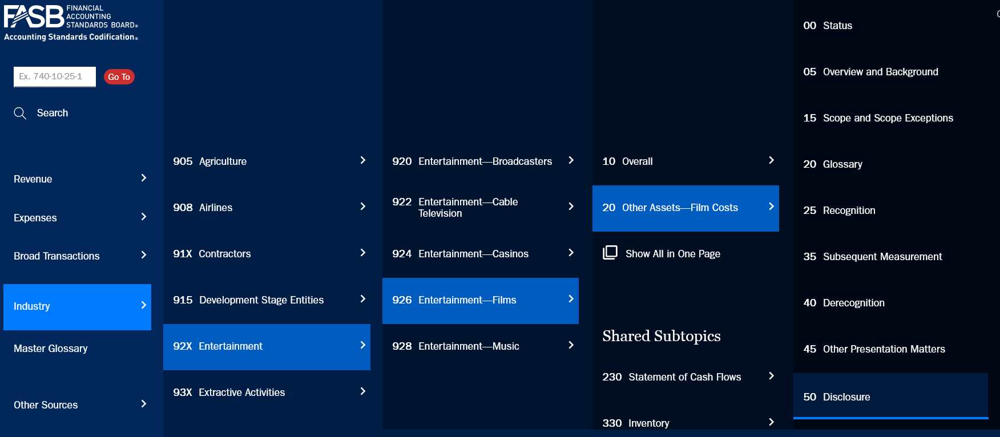 FASB
FINANCIAL
ACCOUNTING
STANDARDS BOARD®
Accounting Standards Codification®
Ex. 740-10-25-1
Go To
Search
Revenue
Expenses
Broad Transactions
Industry
Master Glossary
Other Sources
905 Agriculture
908 Airlines
91X Contractors
915 Development Stage Entities
92X Entertainment
93X Extractive Activities
920 Entertainment—Broadcasters
922 Entertainment—Cable
Television
924 Entertainment—Casinos
926 Entertainment—Films
928 Entertainment—Music
10 Overall
20 Other Assets—Film Costs
Show All in One Page
Shared Subtopics
230 Statement of Cash Flows
330 Inventory
00 Status
05 Overview and Background
15 Scope and Scope Exceptions
20 Glossary
25 Recognition
35 Subsequent Measurement
40 Derecognition
45 Other Presentation Matters
50 Disclosure